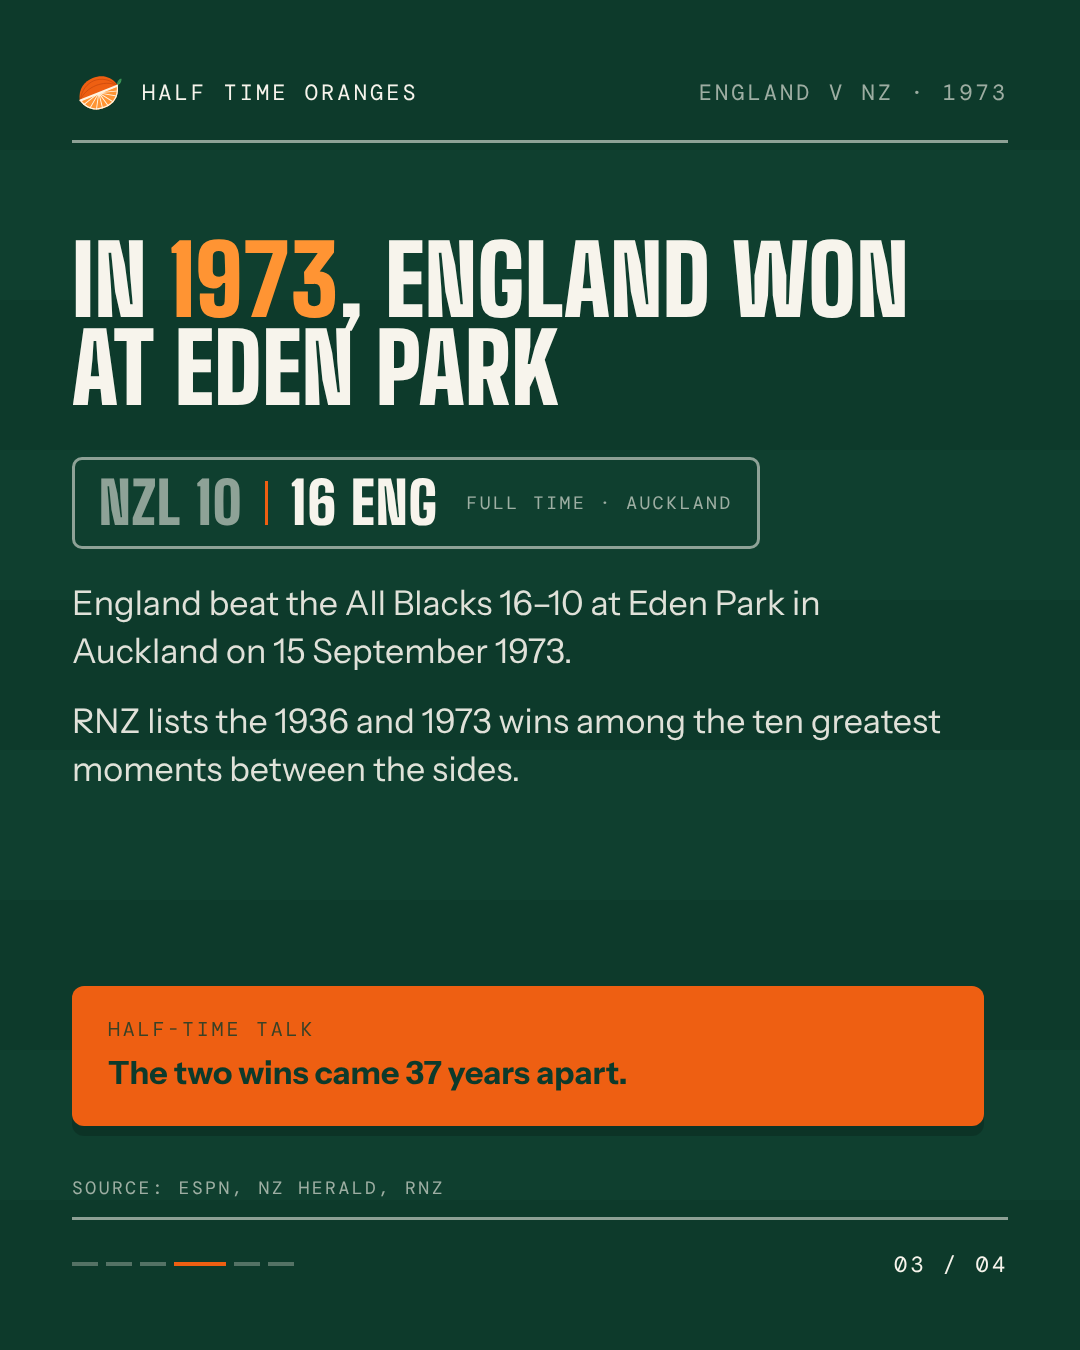 HALF TIME ORANGES
ENGLAND V NZ · 1973
IN 1973, ENGLAND WON
AT EDEN PARK
NZL 10 | 16 ENG FULL TIME · AUCKLAND
England beat the All Blacks 16–10 at Eden Park in
Auckland on 15 September 1973.
RNZ lists the 1936 and 1973 wins among the ten greatest
moments between the sides.
HALF-TIME TALK
The two wins came 37 years apart.
SOURCE: ESPN, NZ HERALD, RNZ
03 / 04